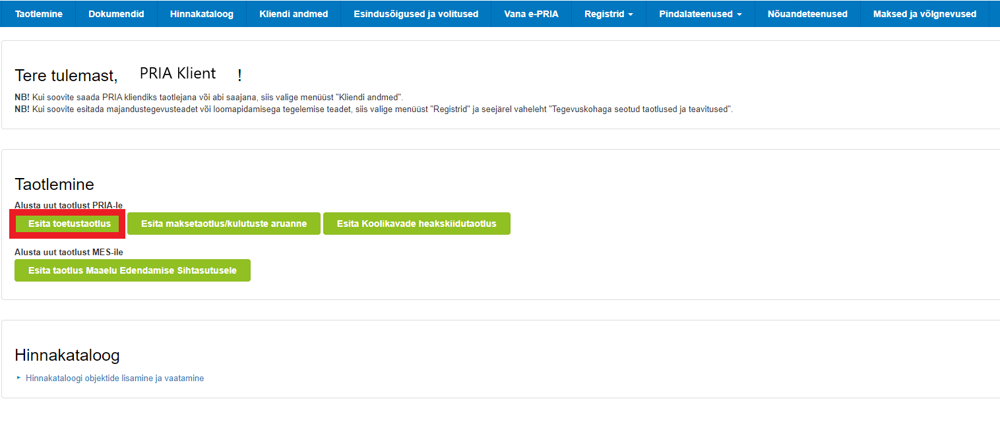 Taotlemine Dokumendid Hinnakataloog Kliendi andmed Esindusõigused ja volitused Vana e-PRIA Registrid Pindalateenused Nõuandeteenused Maksed ja võlgnevused
Tere tulemast, PRIA Klient !
NB! Kui soovite saada PRIA kliendiks taotlejana või abi saajana, siis valige menüüst "Kliendi andmed".
NB! Kui soovite esitada majandustegevusteadet või loomapidamisega tegelemise teadet, siis valige menüüst "Registrid" ja seejärel vaheleht "Tegevuskohaga seotud taotlused ja teavitused".
Taotlemine
Alusta uut taotlust PRIA-le
Esita toetustaotlus Esita maksetaotlus/kulutuste aruanne Esita Koolikavade heakskiidutaotlus
Alusta uut taotlust MES-ile
Esita taotlus Maaelu Edendamise Sihtasutusele
Hinnakataloog
Hinnakataloogi objektide lisamine ja vaatamine